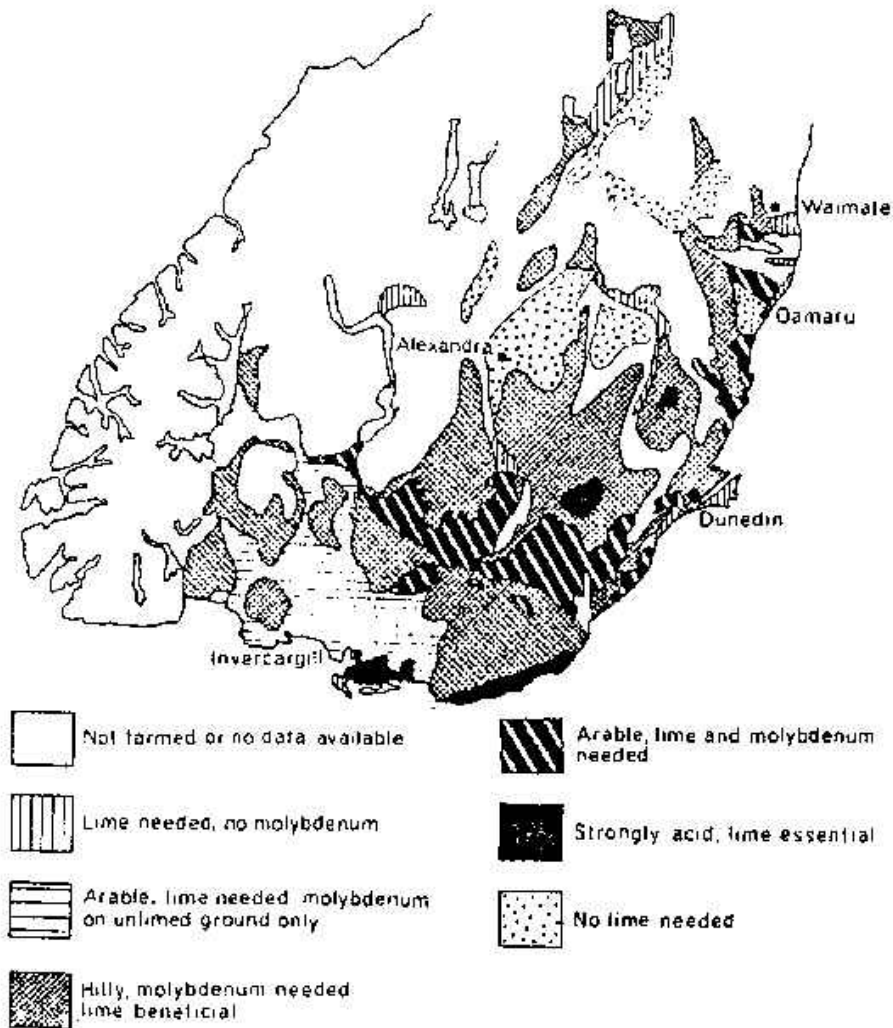 Waimate
Oamaru
Alexandra
Dunedin
Invercargill
Not farmed or no data available
Lime needed, no molybdenum
Arable, lime needed molybdenum
on unlimed ground only
Hilly, molybdenum needed
lime beneficial
Arable, lime and molybdenum
needed
Strongly acid, lime essential
No lime needed